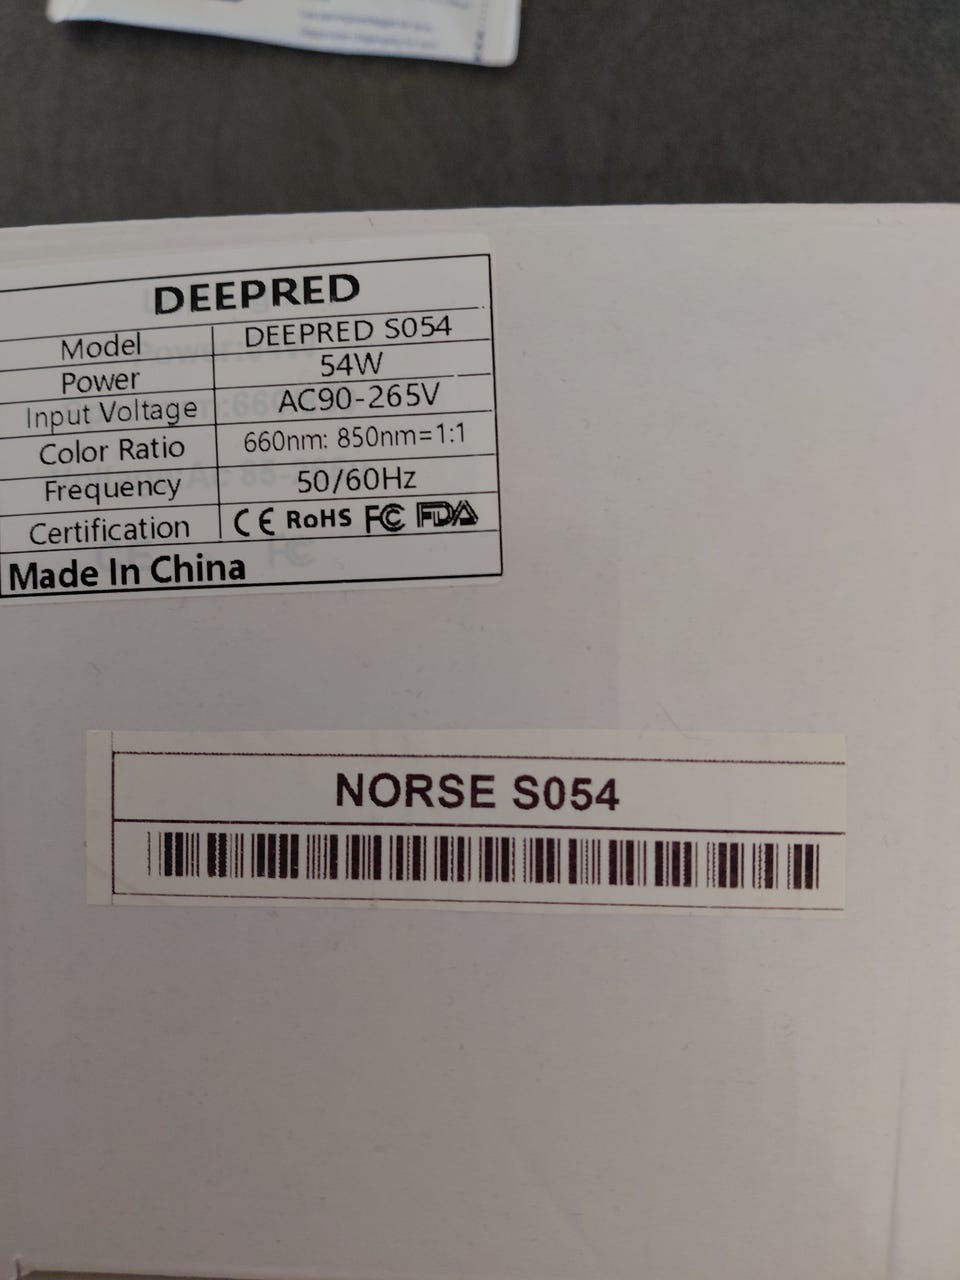 DEEPRED
Model DEEPRED S054
Power 54W
Input Voltage AC90-265V
Color Ratio 660nm: 850nm=1:1
Frequency 50/60Hz
Certification CE RoHS FC FDA
Made In China
NORSE S054